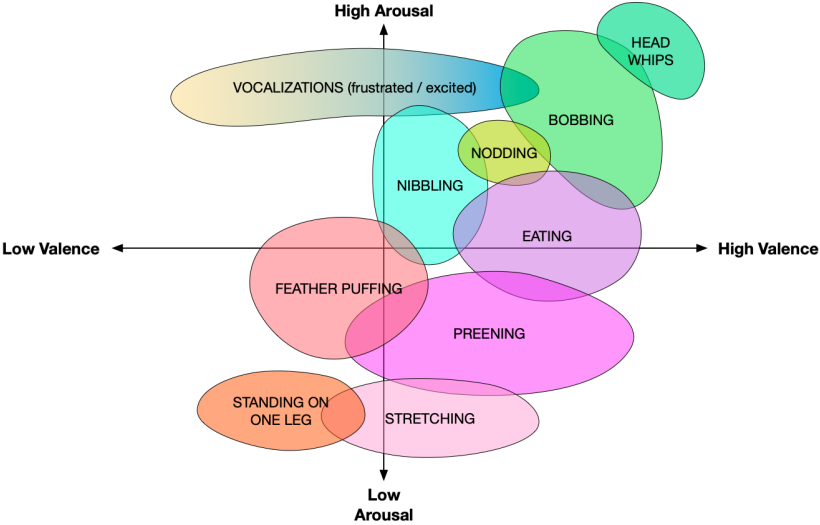 High Arousal
HEAD
WHIPS
VOCALIZATIONS (frustrated / excited)
BOBBING
NODDING
NIBBLING
EATING
Low Valence
High Valence
FEATHER PUFFING
PREENING
STANDING ON
ONE LEG
STRETCHING
Low
Arousal